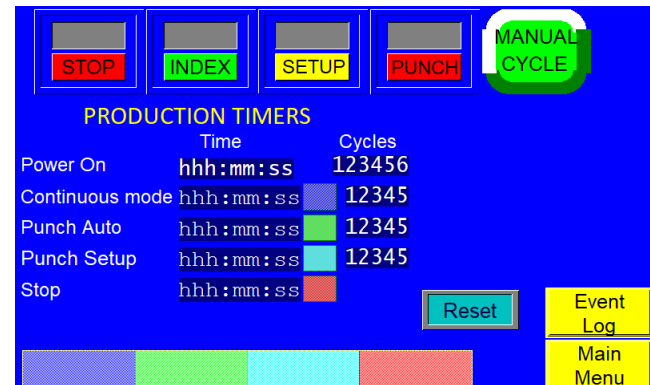 STOP INDEX SETUP PUNCH MANUAL CYCLE
PRODUCTION TIMERS
Time Cycles
Power On hhh:mm:ss 123456
Continuous mode hhh:mm:ss 12345
Punch Auto hhh:mm:ss 12345
Punch Setup hhh:mm:ss 12345
Stop hhh:mm:ss
Reset
Event
Log
Main
Menu